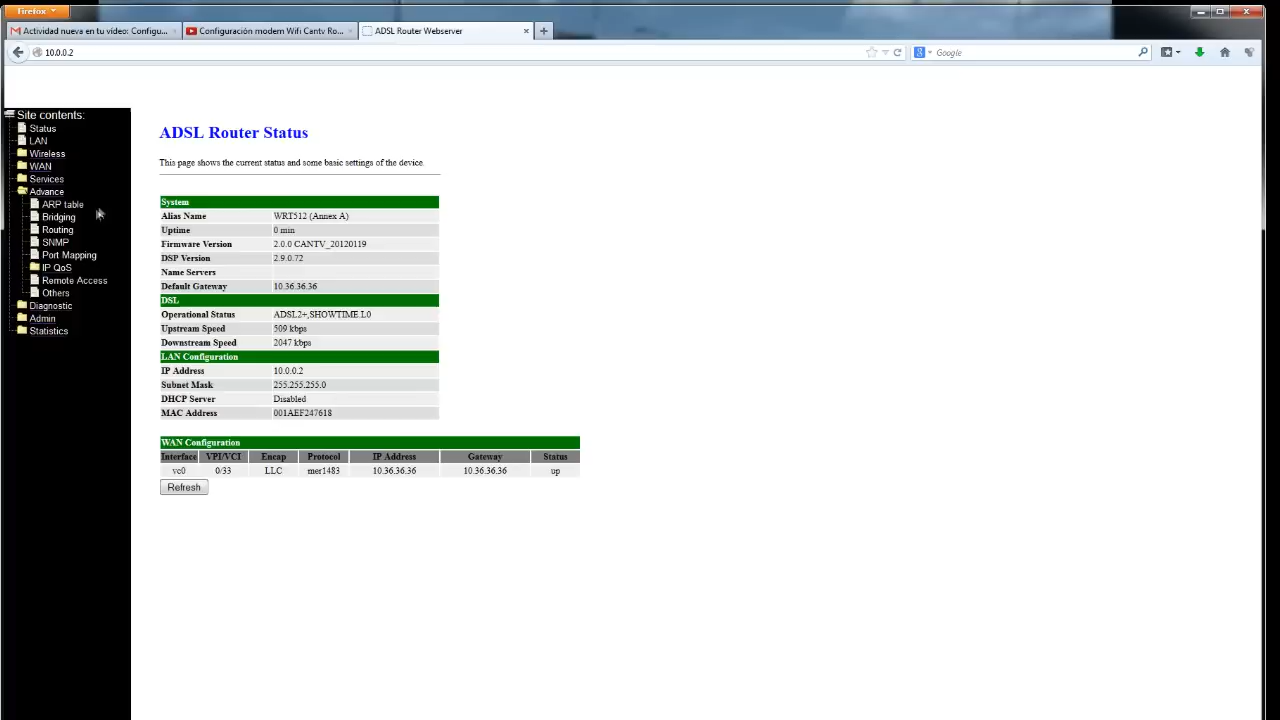 Firefox
Actividad nueva en tu vídeo: Configu...
Configuración modem Wifi Cantv Ro...
ADSL Router Webserver
10.0.0.2
Google
Site contents:
Status
LAN
Wireless
WAN
Services
Advance
ARP table
Bridging
Routing
SNMP
Port Mapping
IP QoS
Remote Access
Others
Diagnostic
Admin
Statistics
ADSL Router Status
This page shows the current status and some basic settings of the device.
System
Alias Name WRT512 (Annex A)
Uptime 0 min
Firmware Version 2.0.0 CANTV_20120119
DSP Version 2.9.0.72
Name Servers
Default Gateway 10.36.36.36
DSL
Operational Status ADSL2+,SHOWTIME.L0
Upstream Speed 509 kbps
Downstream Speed 2047 kbps
LAN Configuration
IP Address 10.0.0.2
Subnet Mask 255.255.255.0
DHCP Server Disabled
MAC Address 001AEF247618
WAN Configuration
Interface VPI/VCI Encap Protocol IP Address Gateway Status
vc0 0/33 LLC mer1483 10.36.36.36 10.36.36.36 up
Refresh